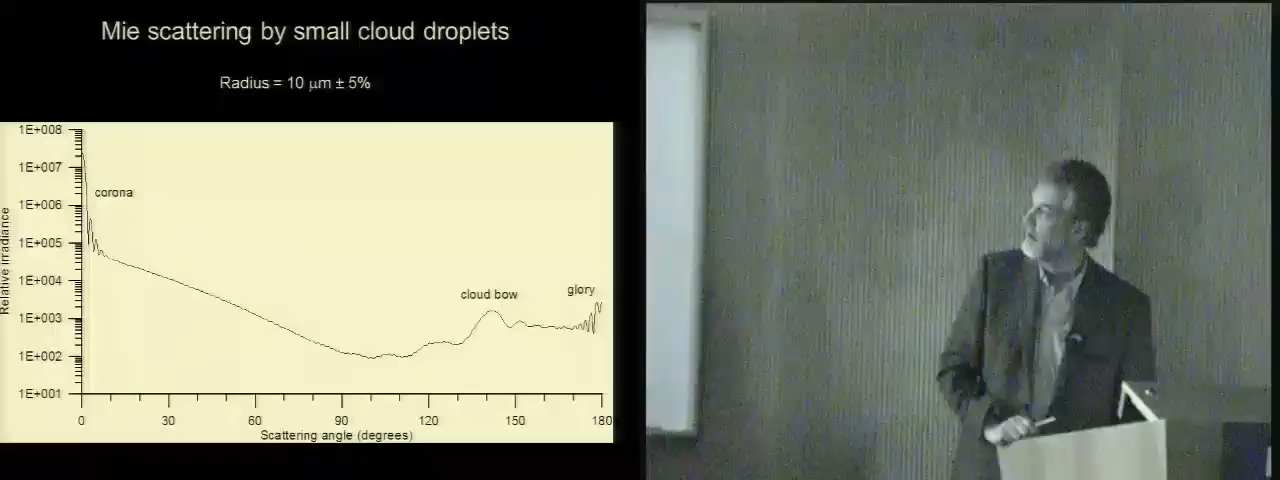 Mie scattering by small cloud droplets
Radius = 10 μm ± 5%
1E+008
1E+007
1E+006
1E+005
1E+004
1E+003
1E+002
1E+001
Relative irradiance
corona
cloud bow
glory
0 30 60 90 120 150 180
Scattering angle (degrees)